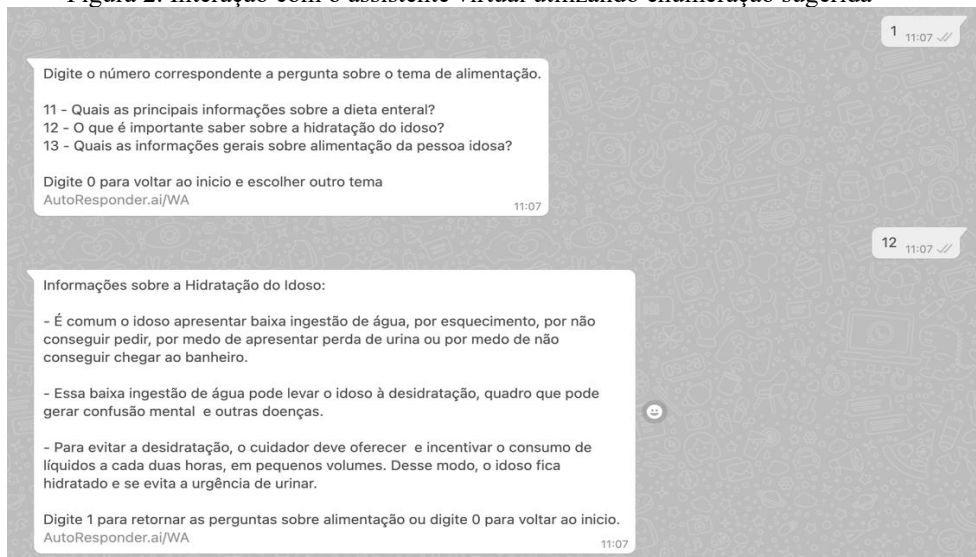 Figura 2. Interação com o assistente virtual utilizando enumeração sugerida
1 11:07
Digite o número correspondente a pergunta sobre o tema de alimentação.
11 - Quais as principais informações sobre a dieta enteral?
12 - O que é importante saber sobre a hidratação do idoso?
13 - Quais as informações gerais sobre alimentação da pessoa idosa?
Digite 0 para voltar ao inicio e escolher outro tema
AutoResponder.ai/WA
11:07
12 11:07
Informações sobre a Hidratação do Idoso:
- É comum o idoso apresentar baixa ingestão de água, por esquecimento, por não
conseguir pedir, por medo de apresentar perda de urina ou por medo de não
conseguir chegar ao banheiro.
- Essa baixa ingestão de água pode levar o idoso à desidratação, quadro que pode
gerar confusão mental e outras doenças.
- Para evitar a desidratação, o cuidador deve oferecer e incentivar o consumo de
líquidos a cada duas horas, em pequenos volumes. Desse modo, o idoso fica
hidratado e se evita a urgência de urinar.
Digite 1 para retornar as perguntas sobre alimentação ou digite 0 para voltar ao inicio.
AutoResponder.ai/WA
11:07